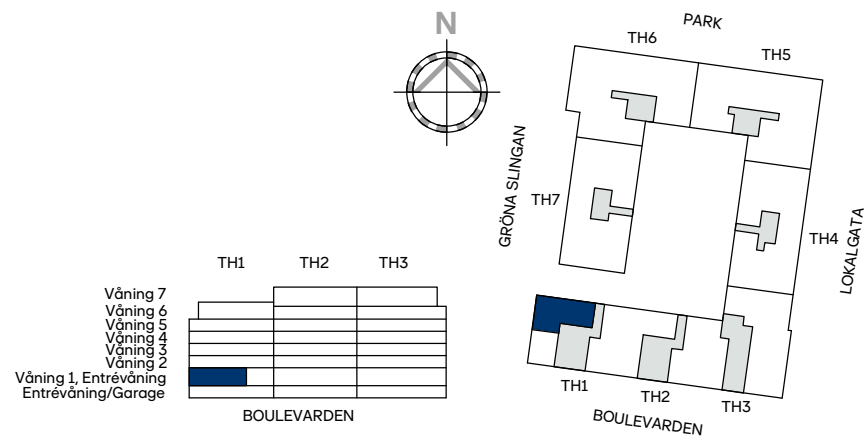 N
PARK
TH6
TH5
GRÖNA SLINGAN
TH7
TH4
LOKALGATA
TH1
TH2
TH3
BOULEVARDEN
TH1 TH2 TH3
Våning 7
Våning 6
Våning 5
Våning 4
Våning 3
Våning 2
Våning 1, Entrévåning
Entrévåning/Garage
BOULEVARDEN